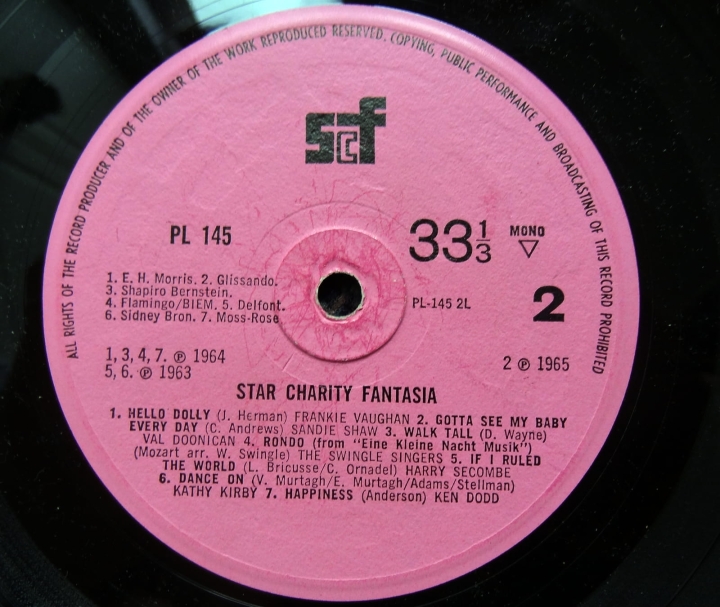 ALL RIGHTS OF THE RECORD PRODUCER AND OF THE OWNER OF THE WORK REPRODUCED RESERVED. COPYING, PUBLIC PERFORMANCE AND BROADCASTING OF THIS RECORD PROHIBITED
scf
PL 145
33⅓
MONO
1. E. H. Morris. 2. Glissando.
3. Shapiro Bernstein.
4. Flamingo/BIEM. 5. Delfont.
6. Sidney Bron. 7. Moss-Rose
PL-145 2L
2
1, 3, 4, 7. ℗ 1964
5, 6. ℗ 1963
2 ℗ 1965
STAR CHARITY FANTASIA
1. HELLO DOLLY (J. Herman) FRANKIE VAUGHAN 2. GOTTA SEE MY BABY
EVERY DAY (C. Andrews) SANDIE SHAW 3. WALK TALL (D. Wayne)
VAL DOONICAN 4. RONDO (from "Eine Kleine Nacht Musik")
(Mozart arr. W. Swingle) THE SWINGLE SINGERS 5. IF I RULED
THE WORLD (L. Bricusse/C. Ornadel) HARRY SECOMBE
6. DANCE ON (V. Murtagh/E. Murtagh/Adams/Stellman)
KATHY KIRBY 7. HAPPINESS (Anderson) KEN DODD